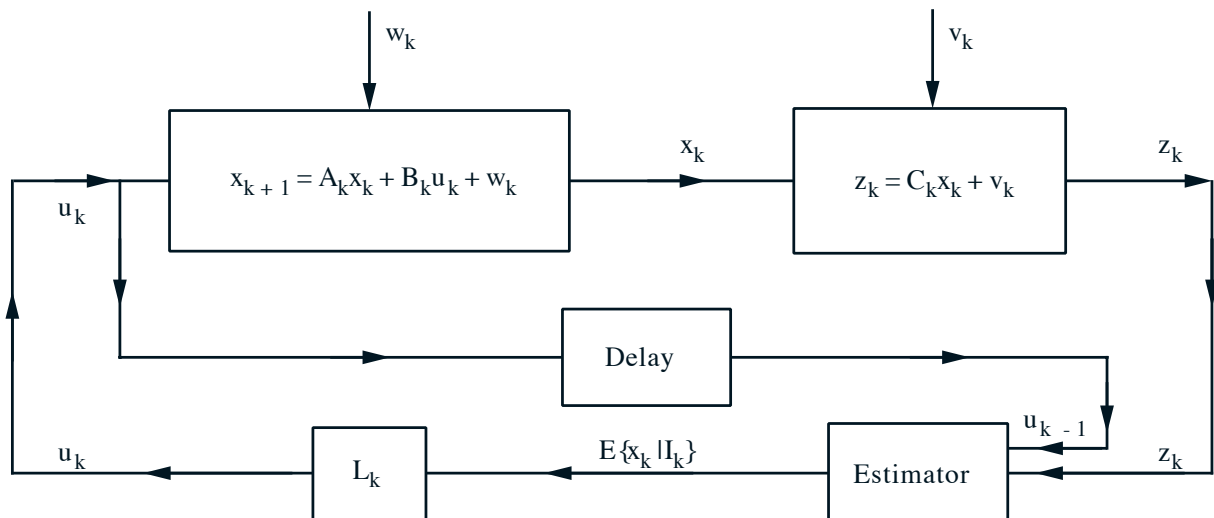 w_k
v_k
x_k
z_k
x_{k + 1} = A_k x_k + B_k u_k + w_k
z_k = C_k x_k + v_k
u_k
Delay
u_{k - 1}
u_k
E{x_k | I_k}
z_k
L_k
Estimator